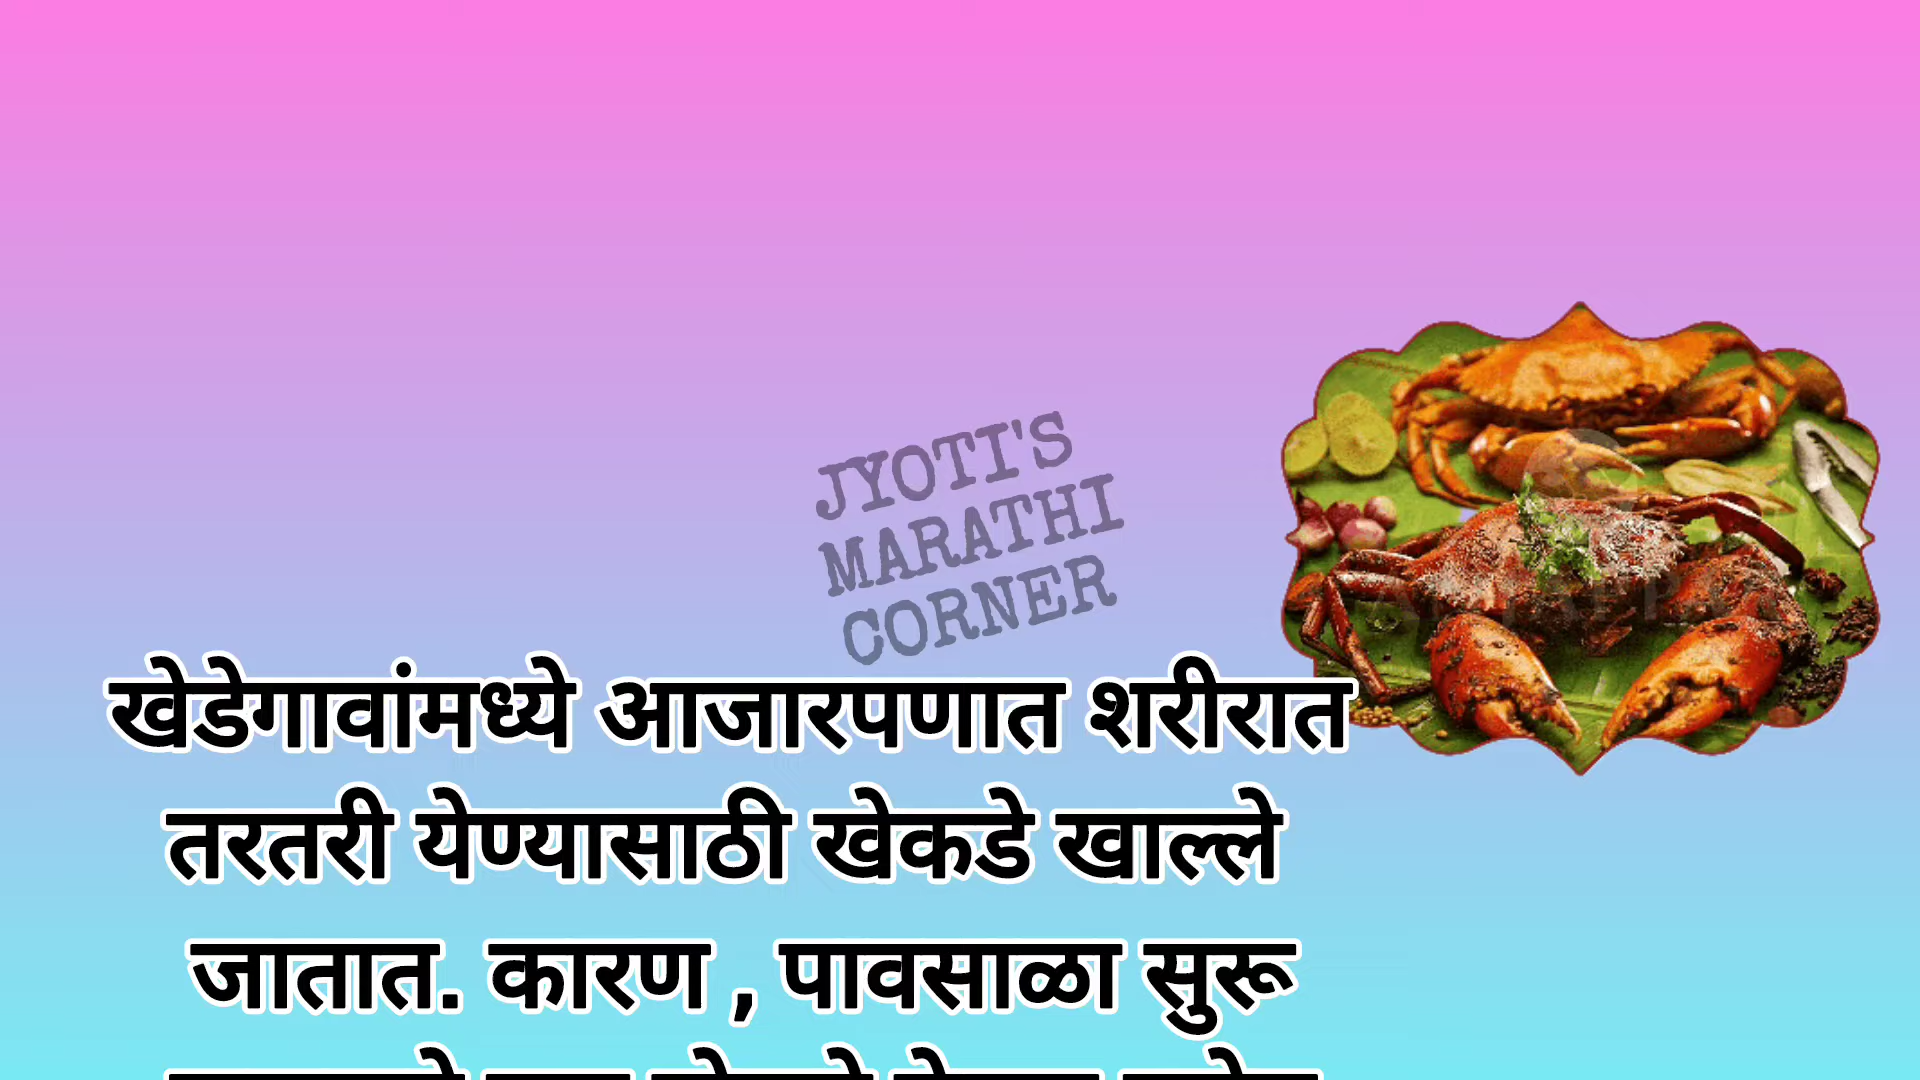 JYOTI'S
MARATHI
CORNER
खेडेगावांमध्ये आजारपणात शरीरात
तरतरी येण्यासाठी खेकडे खाल्ले
जातात. कारण , पावसाळा सुरू